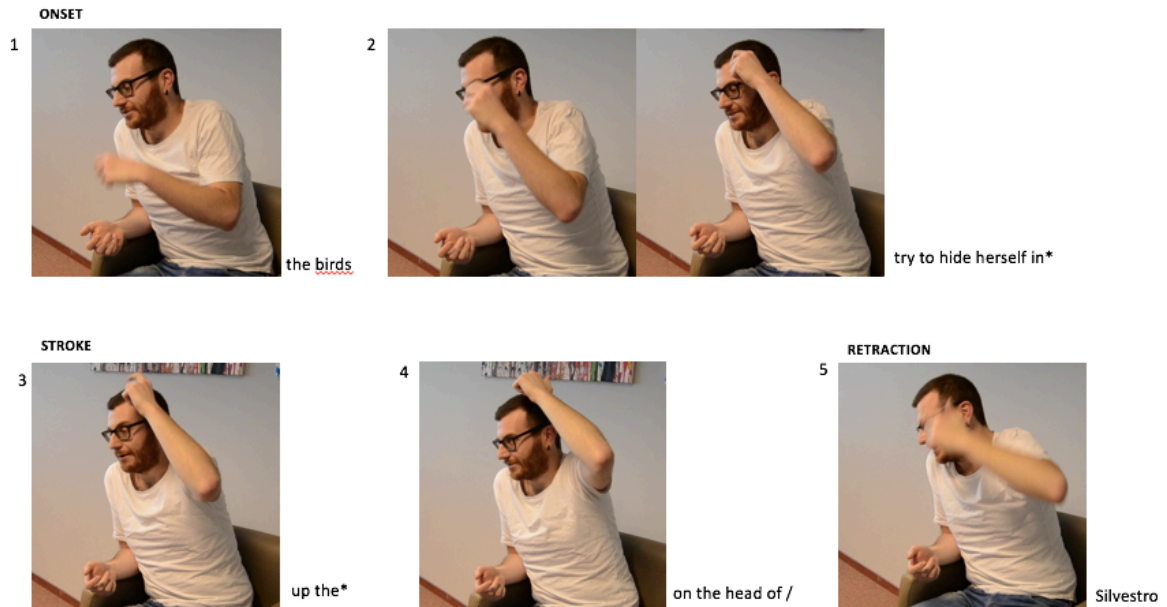 ONSET
1
the birds
2
try to hide herself in*
STROKE
3
up the*
4
on the head of /
RETRACTION
5
Silvestro